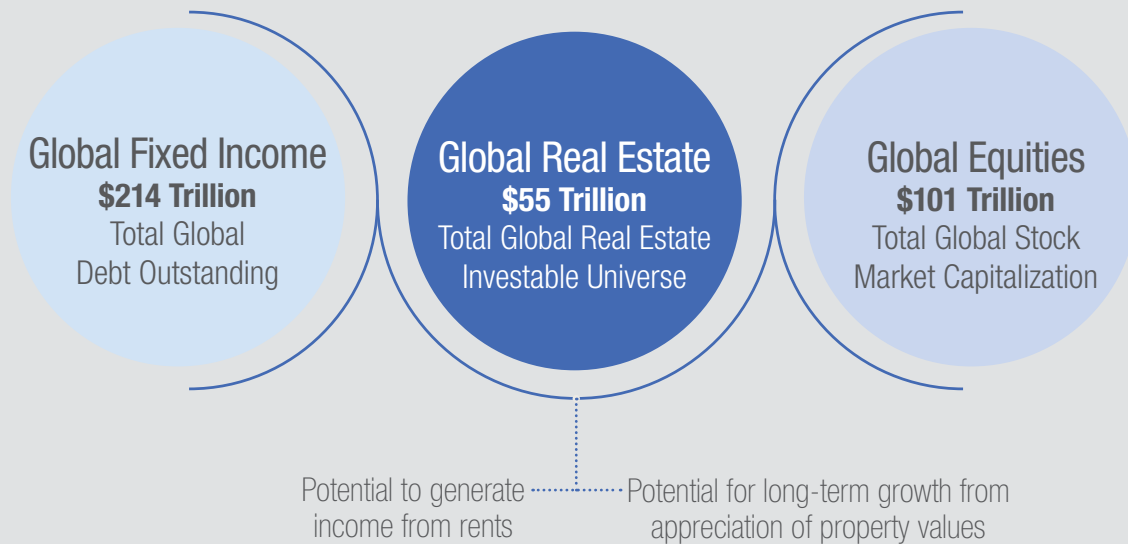 Global Fixed Income
$214 Trillion
Total Global
Debt Outstanding
Global Real Estate
$55 Trillion
Total Global Real Estate
Investable Universe
Global Equities
$101 Trillion
Total Global Stock
Market Capitalization
Potential to generate
income from rents
Potential for long-term growth from
appreciation of property values